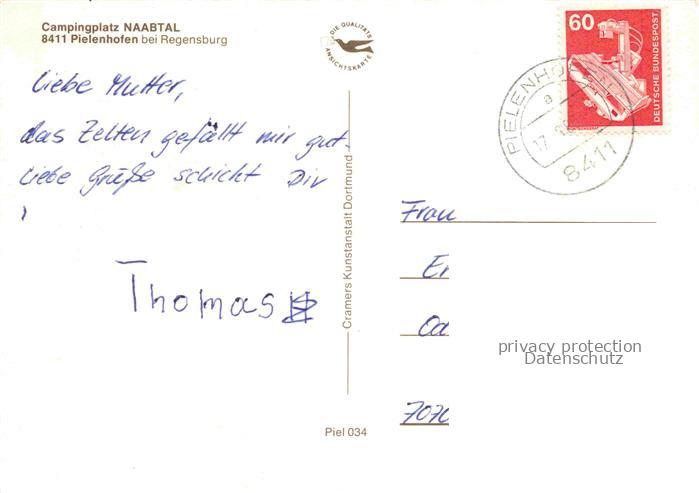 Campingplatz NAABTAL
8411 Pielenhofen bei Regensburg
DIE QUALITÄTS
ANSICHTSKARTE
60
DEUTSCHE BUNDESPOST
8411
17.
Liebe Mutter,
das Zelten gefällt mir gut,
liebe Grüße schickt Dir
Thomas
Cramers Kunstanstalt Dortmund
Frau
privacy protection
Datenschutz
Piel 034